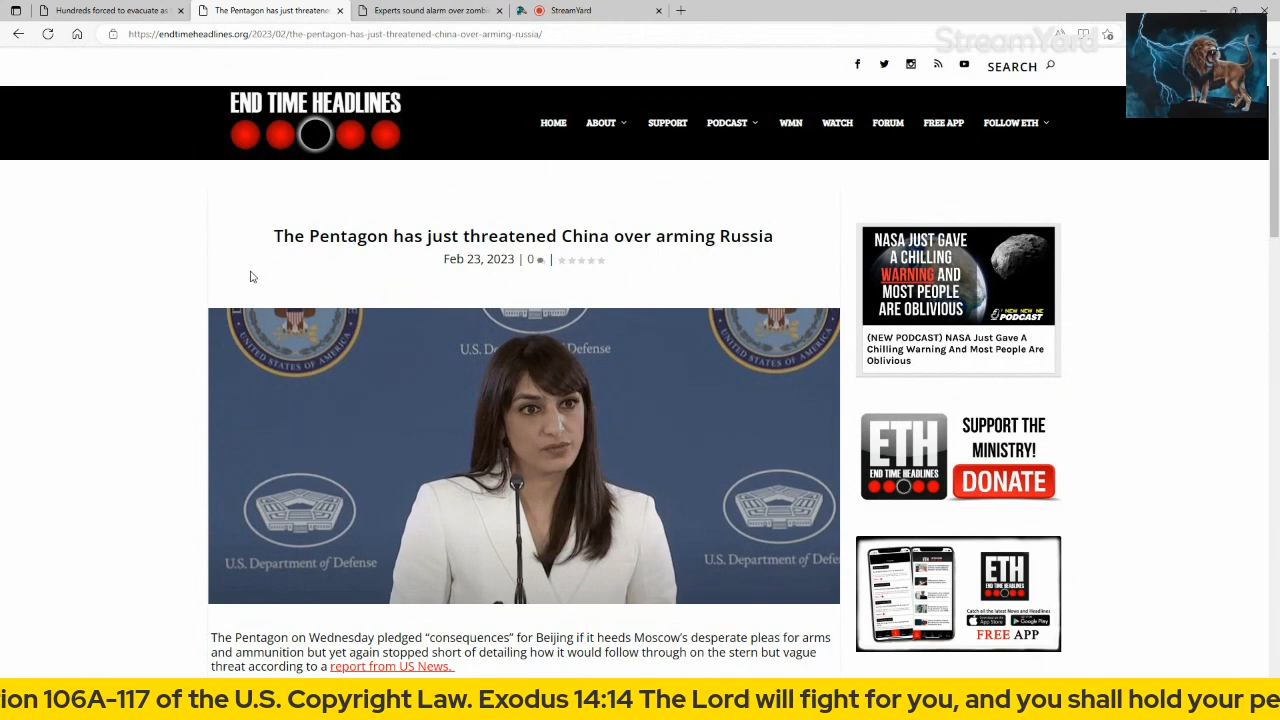 Hundreds forced to evacuate as
The Pentagon has just threatene
Experts sound alarm over zomb
StreamYard
https://endtimeheadlines.org/2023/02/the-pentagon-has-just-threatened-china-over-arming-russia/
StreamYard
SEARCH
END TIME HEADLINES
HOME ABOUT SUPPORT PODCAST WMN WATCH FORUM FREE APP FOLLOW ETH
The Pentagon has just threatened China over arming Russia
Feb 23, 2023 | 0 |
U.S. D
Defense
U.S. Department of Defense
U.S. Department of Defense
The Pentagon on Wednesday pledged “consequences” for Beijing if it heeds Moscow’s desperate pleas for arms
and ammunition but yet again stopped short of detailing how it would follow through on the stern but vague
threat according to a report from US News.
NASA JUST GAVE
A CHILLING
WARNING AND
MOST PEOPLE
ARE OBLIVIOUS
PODCAST
(NEW PODCAST) NASA Just Gave A
Chilling Warning And Most People Are
Oblivious
ETH
END TIME HEADLINES
SUPPORT THE
MINISTRY!
DONATE
ETH
END TIME HEADLINES
Catch all the latest News and Headlines
App Store
Google Play
FREE APP
ion 106A-117 of the U.S. Copyright Law. Exodus 14:14 The Lord will fight for you, and you shall hold your pe